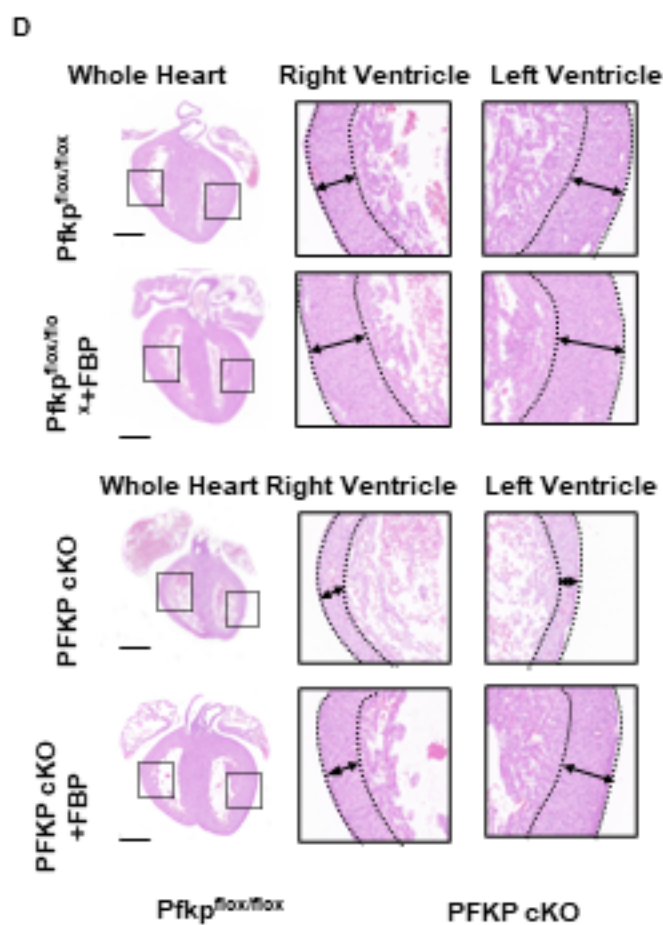 D
Whole Heart Right Ventricle Left Ventricle
Pfkpflox/flox
Pfkpflox/flo
x+FBP
Whole Heart Right Ventricle Left Ventricle
PFKP cKO
PFKP cKO
+FBP
Pfkpflox/flox PFKP cKO